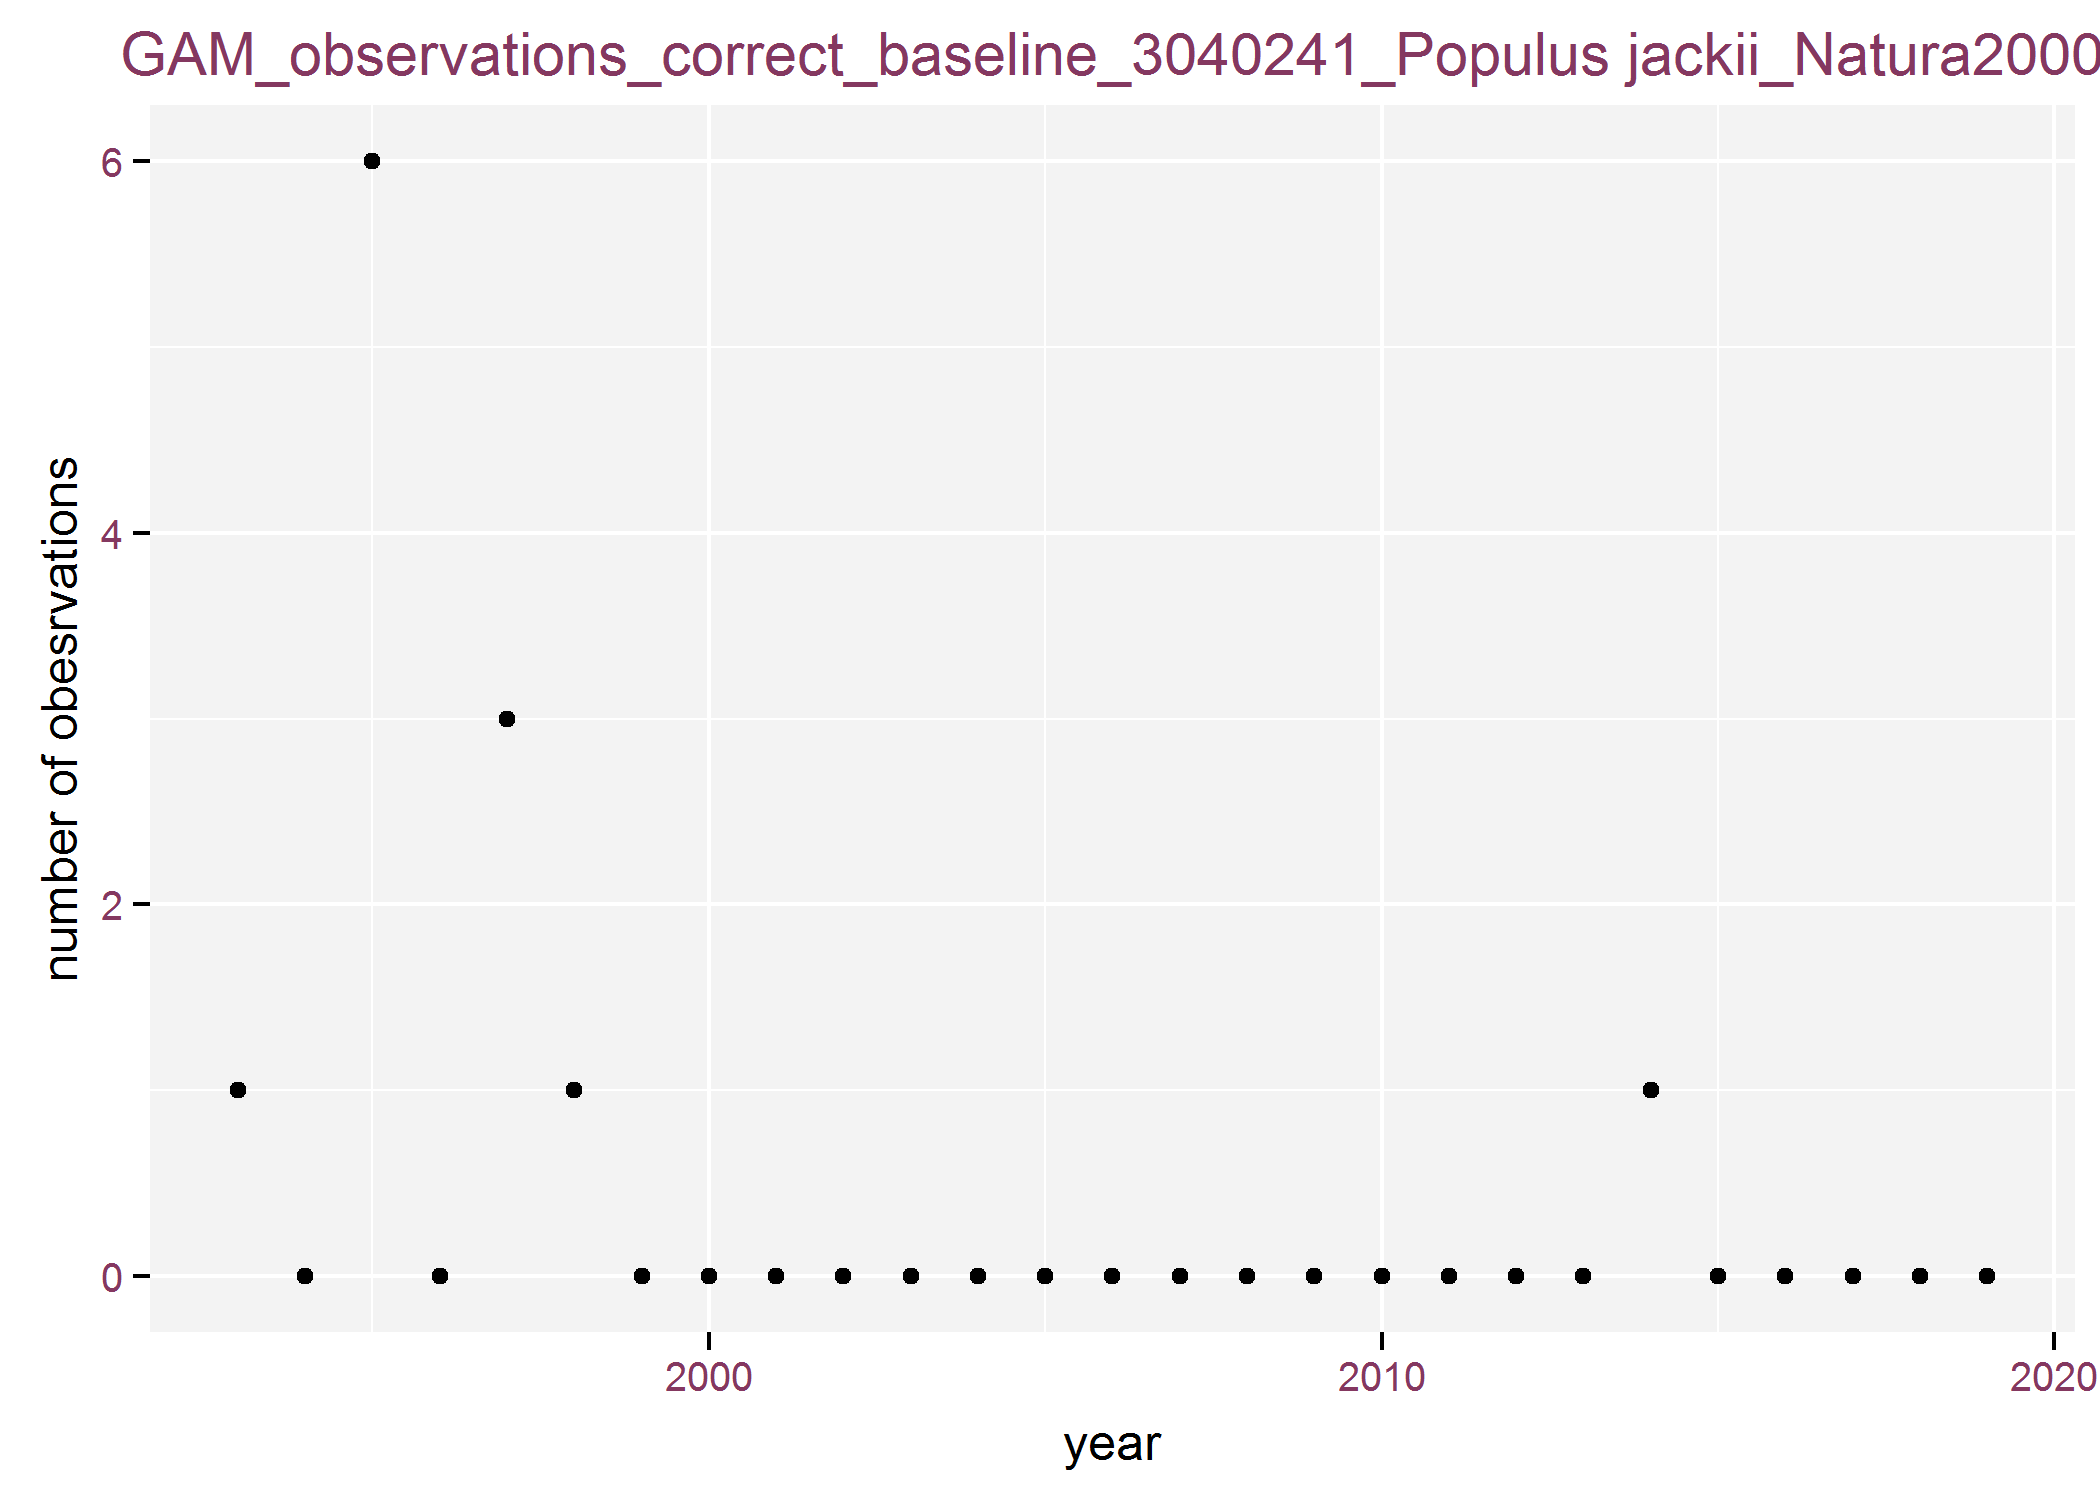 GAM_observations_correct_baseline_3040241_Populus jackii_Natura2000
6
4
2
0
number of obesrvations
2000
2010
2020
year